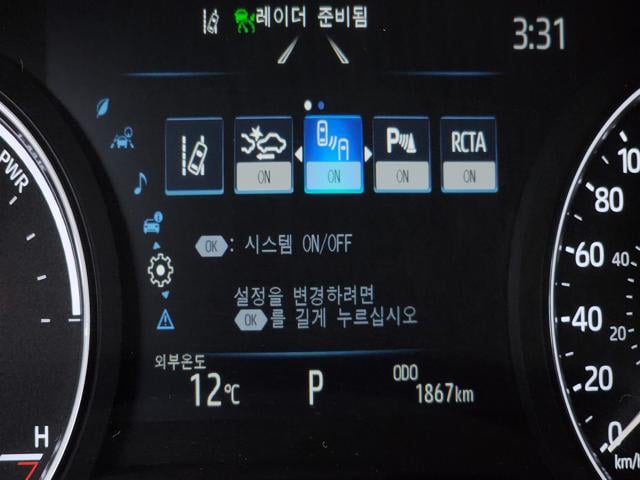 레이더 준비됨
3:31
PWR
ON
ON
P
ON
RCTA
ON
OK : 시스템 ON/OFF
설정을 변경하려면
OK 를 길게 누르십시오
외부온도
12℃
P
ODO
1867km
H
80
60
40
40
20
20
0
km/h